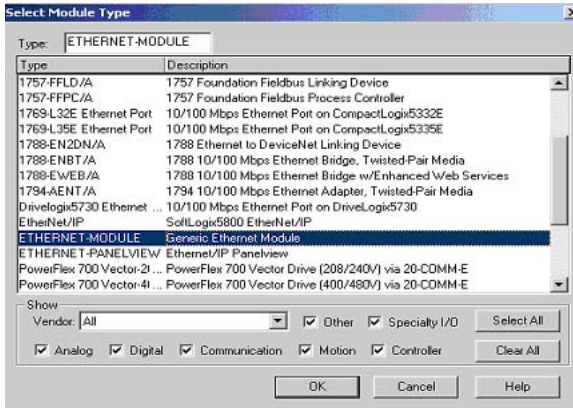 Select Module Type
Type: ETHERNET-MODULE
Type Description
1757-FFLD/A 1757 Foundation Fieldbus Linking Device
1757-FFPC/A 1757 Foundation Fieldbus Process Controller
1769-L32E Ethernet Port 10/100 Mbps Ethernet Port on CompactLogix5332E
1769-L35E Ethernet Port 10/100 Mbps Ethernet Port on CompactLogix5335E
1788-EN2DN/A 1788 Ethernet to DeviceNet Linking Device
1788-ENBT/A 1788 10/100 Mbps Ethernet Bridge, Twisted-Pair Media
1788-EWEB/A 1788 10/100 Mbps Ethernet Bridge w/Enhanced Web Services
1794-AENT/A 1794 10/100 Mbps Ethernet Adapter, Twisted-Pair Media
Drivelogix5730 Ethernet ... 10/100 Mbps Ethernet Port on DriveLogix5730
EtherNet/IP SoftLogix5800 EtherNet/IP
ETHERNET-MODULE Generic Ethernet Module
ETHERNET-PANELVIEW Ethernet/IP Panelview
PowerFlex 700 Vector-2(... PowerFlex 700 Vector Drive (208/240V) via 20-COMM-E
PowerFlex 700 Vector-4(... PowerFlex 700 Vector Drive (400/480V) via 20-COMM-E
Show
Vendor: All Other Specialty I/O Select All
Analog Digital Communication Motion Controller Clear All
OK Cancel Help